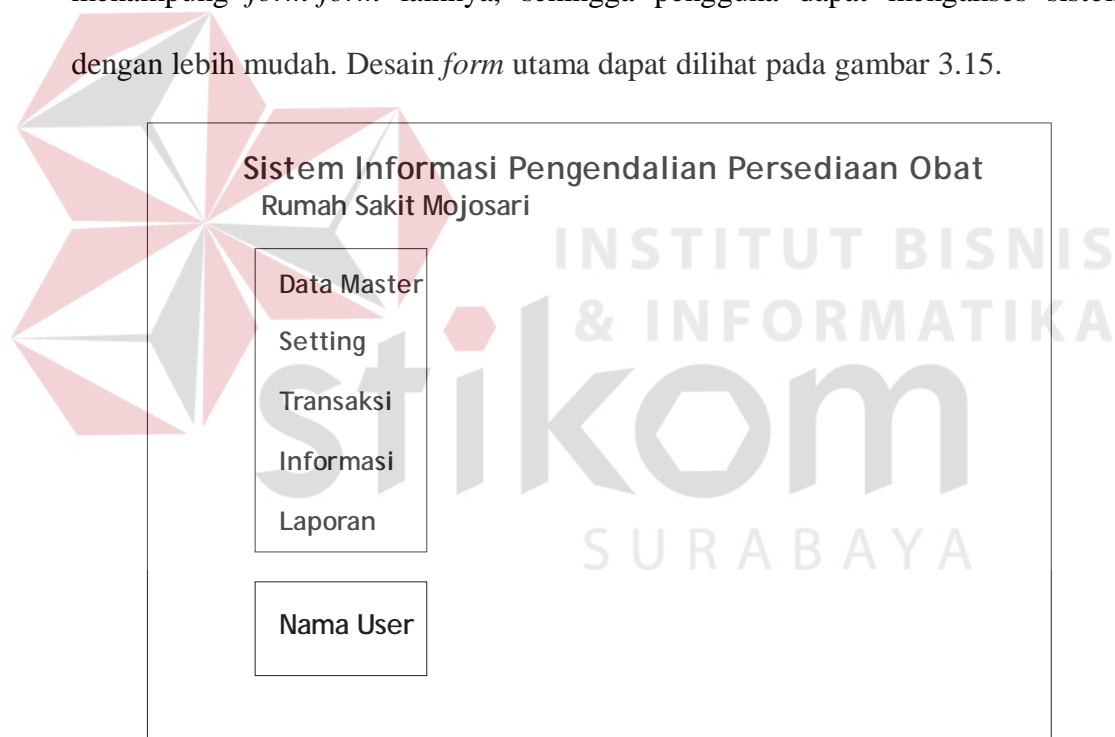 menampung form-form lainnya, sehingga pengguna dapat mengakses sistem
dengan lebih mudah. Desain form utama dapat dilihat pada gambar 3.15.
Sistem Informasi Pengendalian Persediaan Obat
Rumah Sakit Mojosari
INSTITUT BISNIS
& INFORMATIKA
stikom
SURABAYA
Data Master
Setting
Transaksi
Informasi
Laporan
Nama User